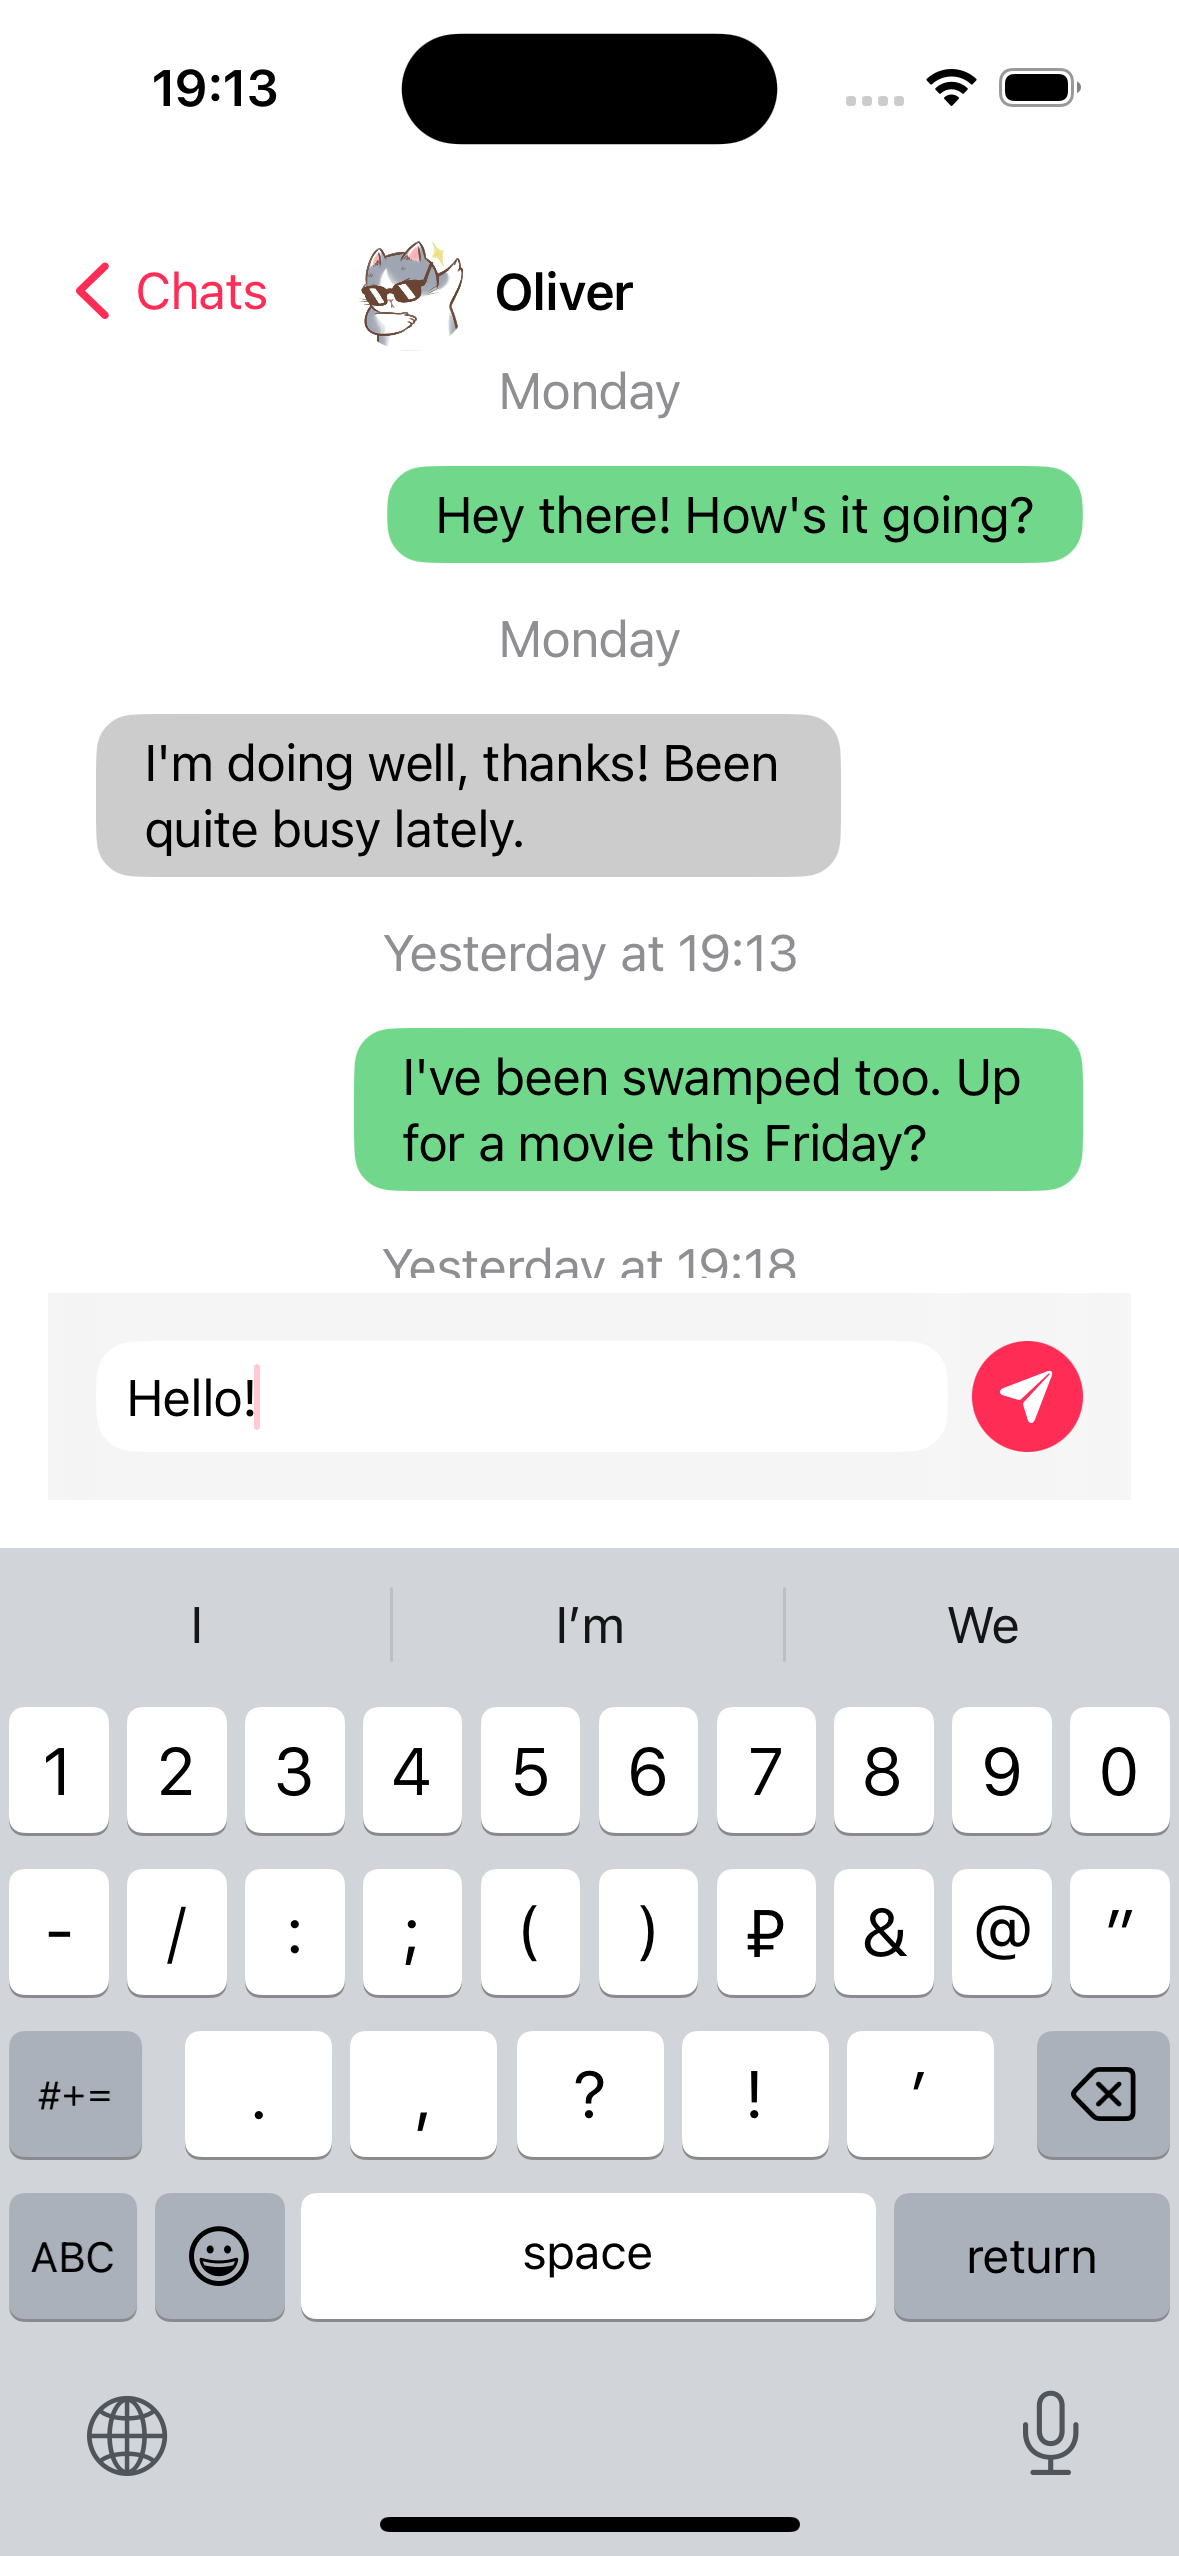 19:13
Chats
Oliver
Monday
Hey there! How's it going?
Monday
I'm doing well, thanks! Been
quite busy lately.
Yesterday at 19:13
I've been swamped too. Up
for a movie this Friday?
Yesterday at 19:18
Hello!
I I’m We
1 2 3 4 5 6 7 8 9 0
- / : ; ( ) ₽ & @ "
#+= . , ? ! ’
ABC space return